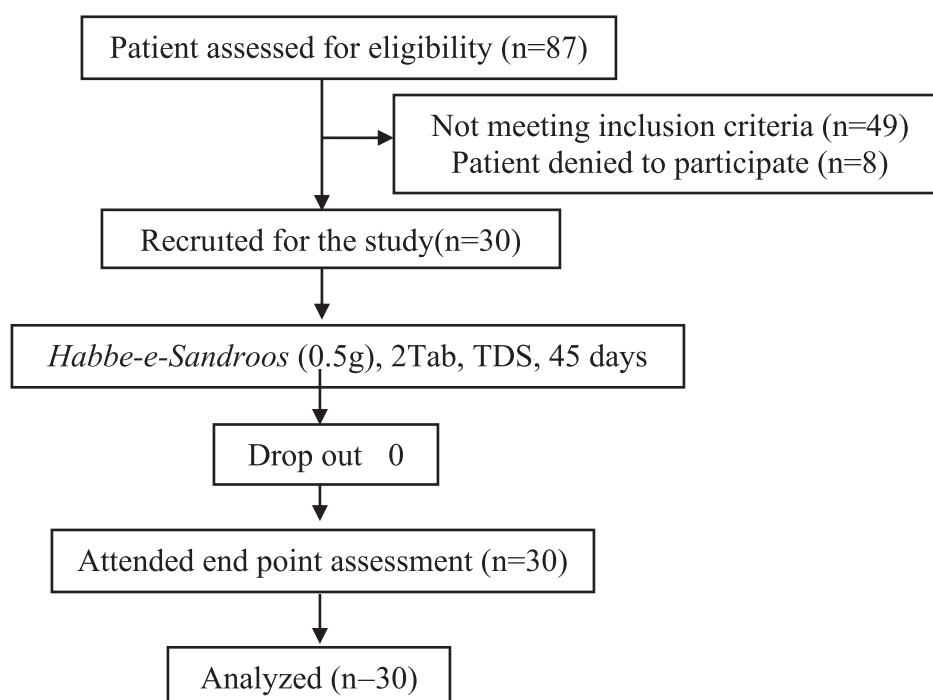 Patient assessed for eligibility (n=87)
Not meeting inclusion criteria (n=49)
Patient denied to participate (n=8)
Recruited for the study(n=30)
Habbe-e-Sandroos (0.5g), 2Tab, TDS, 45 days
Drop out 0
Attended end point assessment (n=30)
Analyzed (n–30)